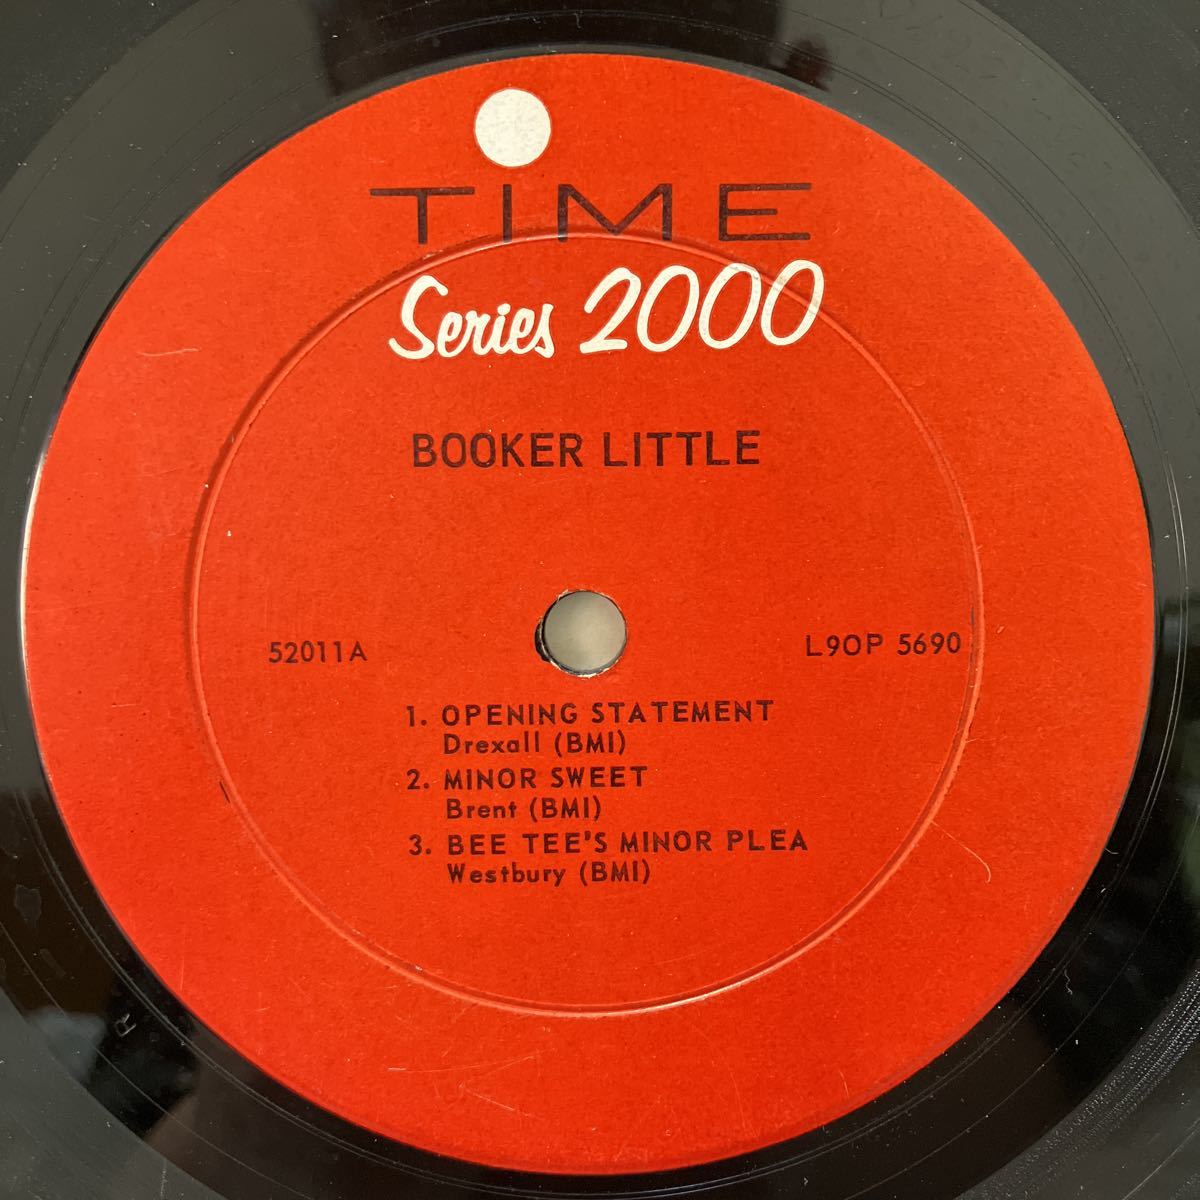 TIME
Series 2000
BOOKER LITTLE
52011A
L9OP 5690
1. OPENING STATEMENT
Drexall (BMI)
2. MINOR SWEET
Brent (BMI)
3. BEE TEE'S MINOR PLEA
Westbury (BMI)
R